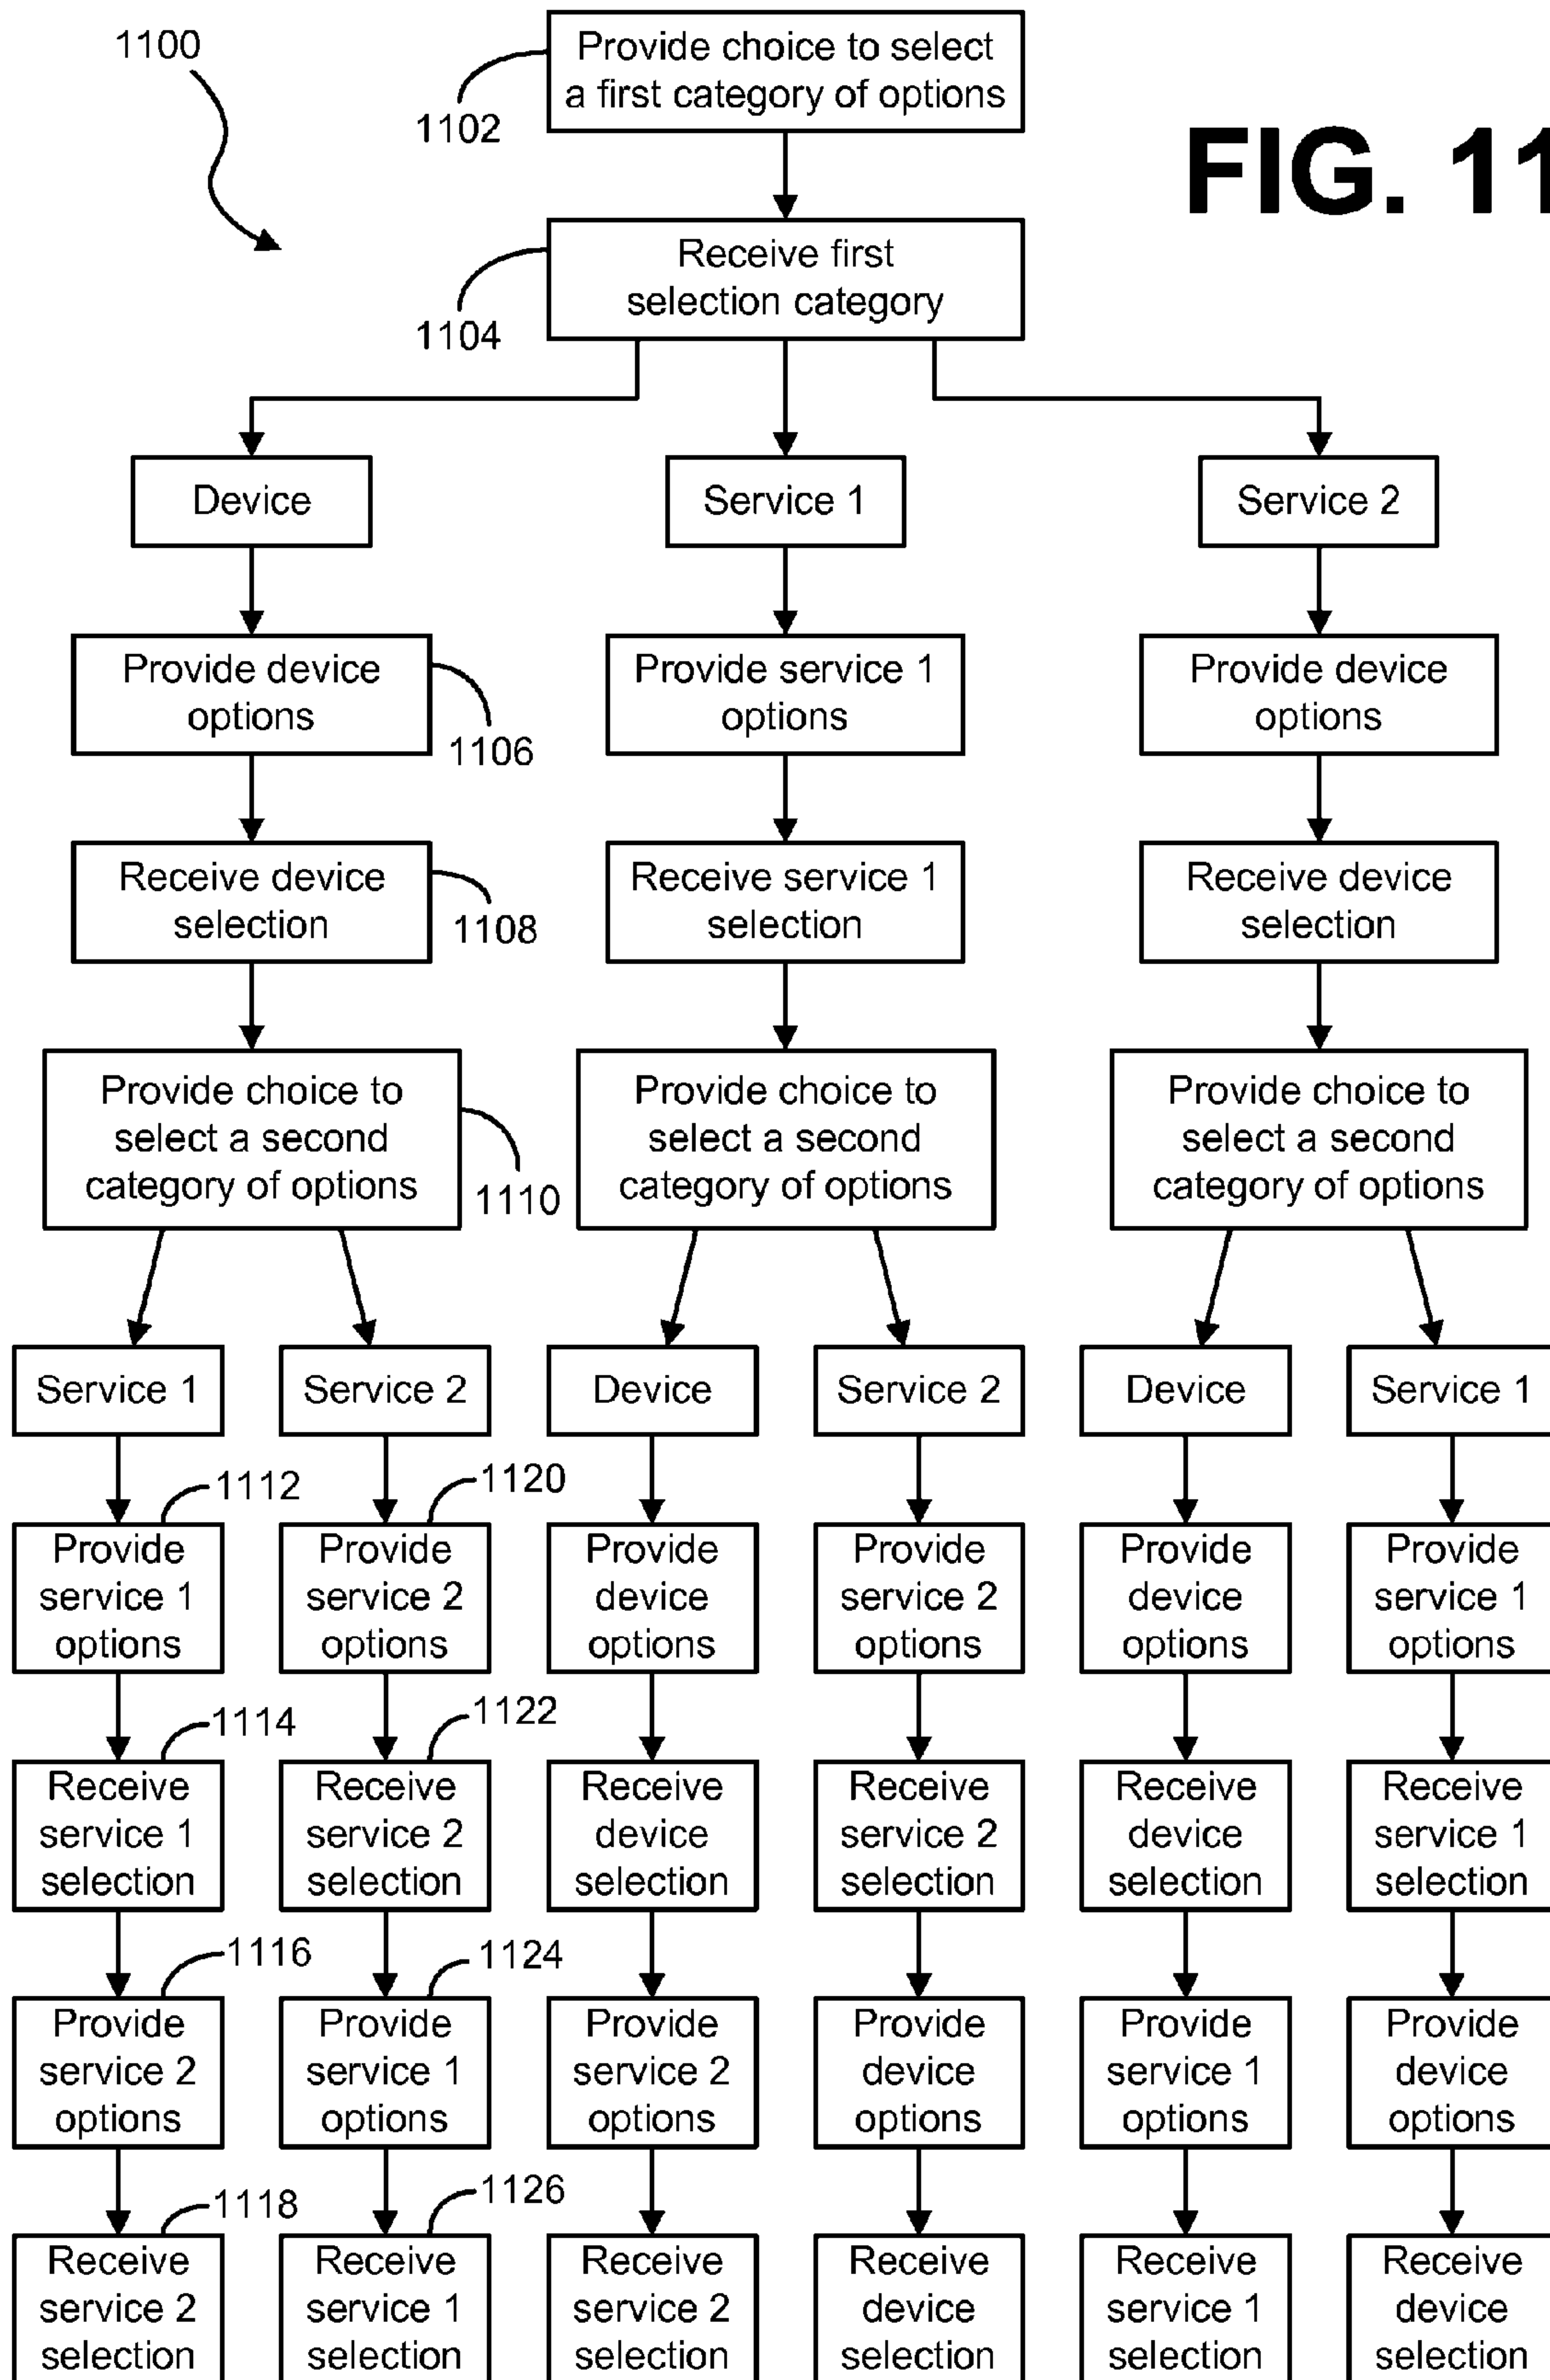 1100
Provide choice to select
a first category of options
1102
FIG. 11
Receive first
selection category
1104
Device
Service 1
Service 2
Provide device
options
1106
Provide service 1
options
Provide device
options
Receive device
selection
1108
Receive service 1
selection
Receive device
selection
Provide choice to
select a second
category of options
1110
Provide choice to
select a second
category of options
Provide choice to
select a second
category of options
Service 1
Service 2
Device
Service 2
Device
Service 1
1112
1120
Provide
service 1
options
Provide
service 2
options
Provide
device
options
Provide
service 2
options
Provide
device
options
Provide
service 1
options
1114
1122
Receive
service 1
selection
Receive
service 2
selection
Receive
device
selection
Receive
service 2
selection
Receive
device
selection
Receive
service 1
selection
1116
1124
Provide
service 2
options
Provide
service 1
options
Provide
service 2
options
Provide
device
options
Provide
service 1
options
Provide
device
options
1118
1126
Receive
service 2
selection
Receive
service 1
selection
Receive
service 2
selection
Receive
device
selection
Receive
service 1
selection
Receive
device
selection